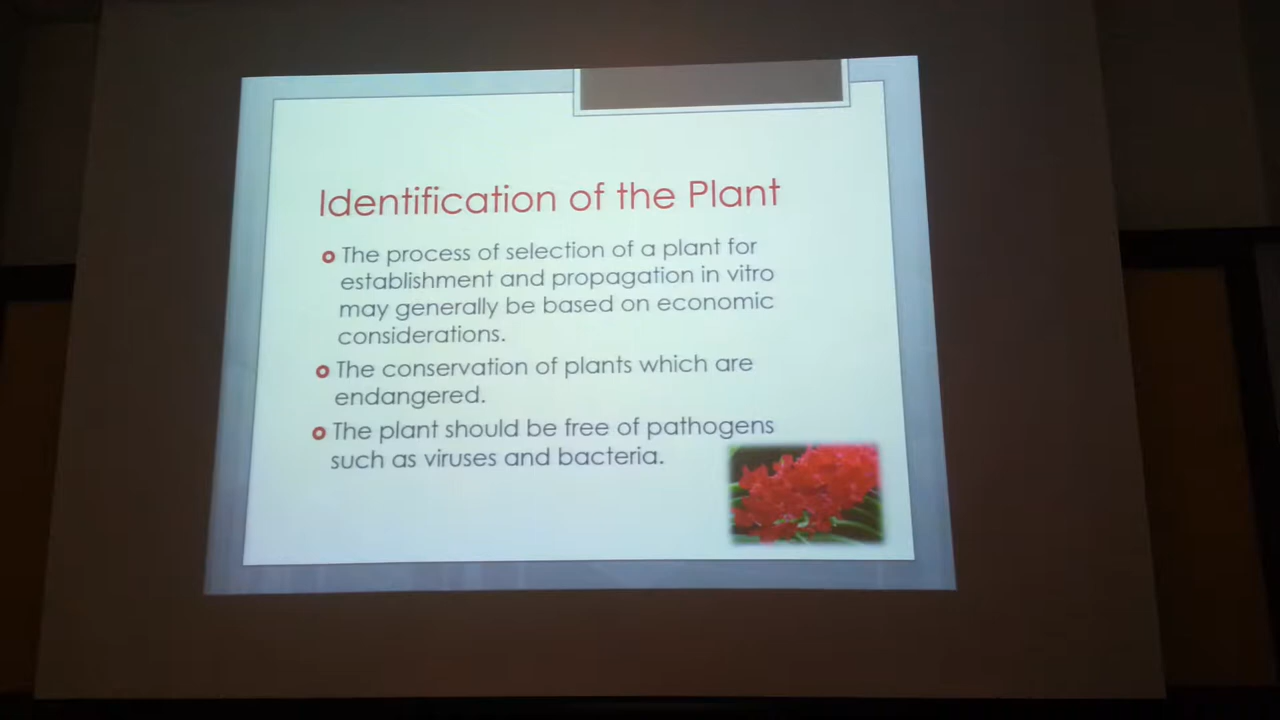 Identification of the Plant
The process of selection of a plant for
establishment and propagation in vitro
may generally be based on economic
considerations.
The conservation of plants which are
endangered.
The plant should be free of pathogens
such as viruses and bacteria.